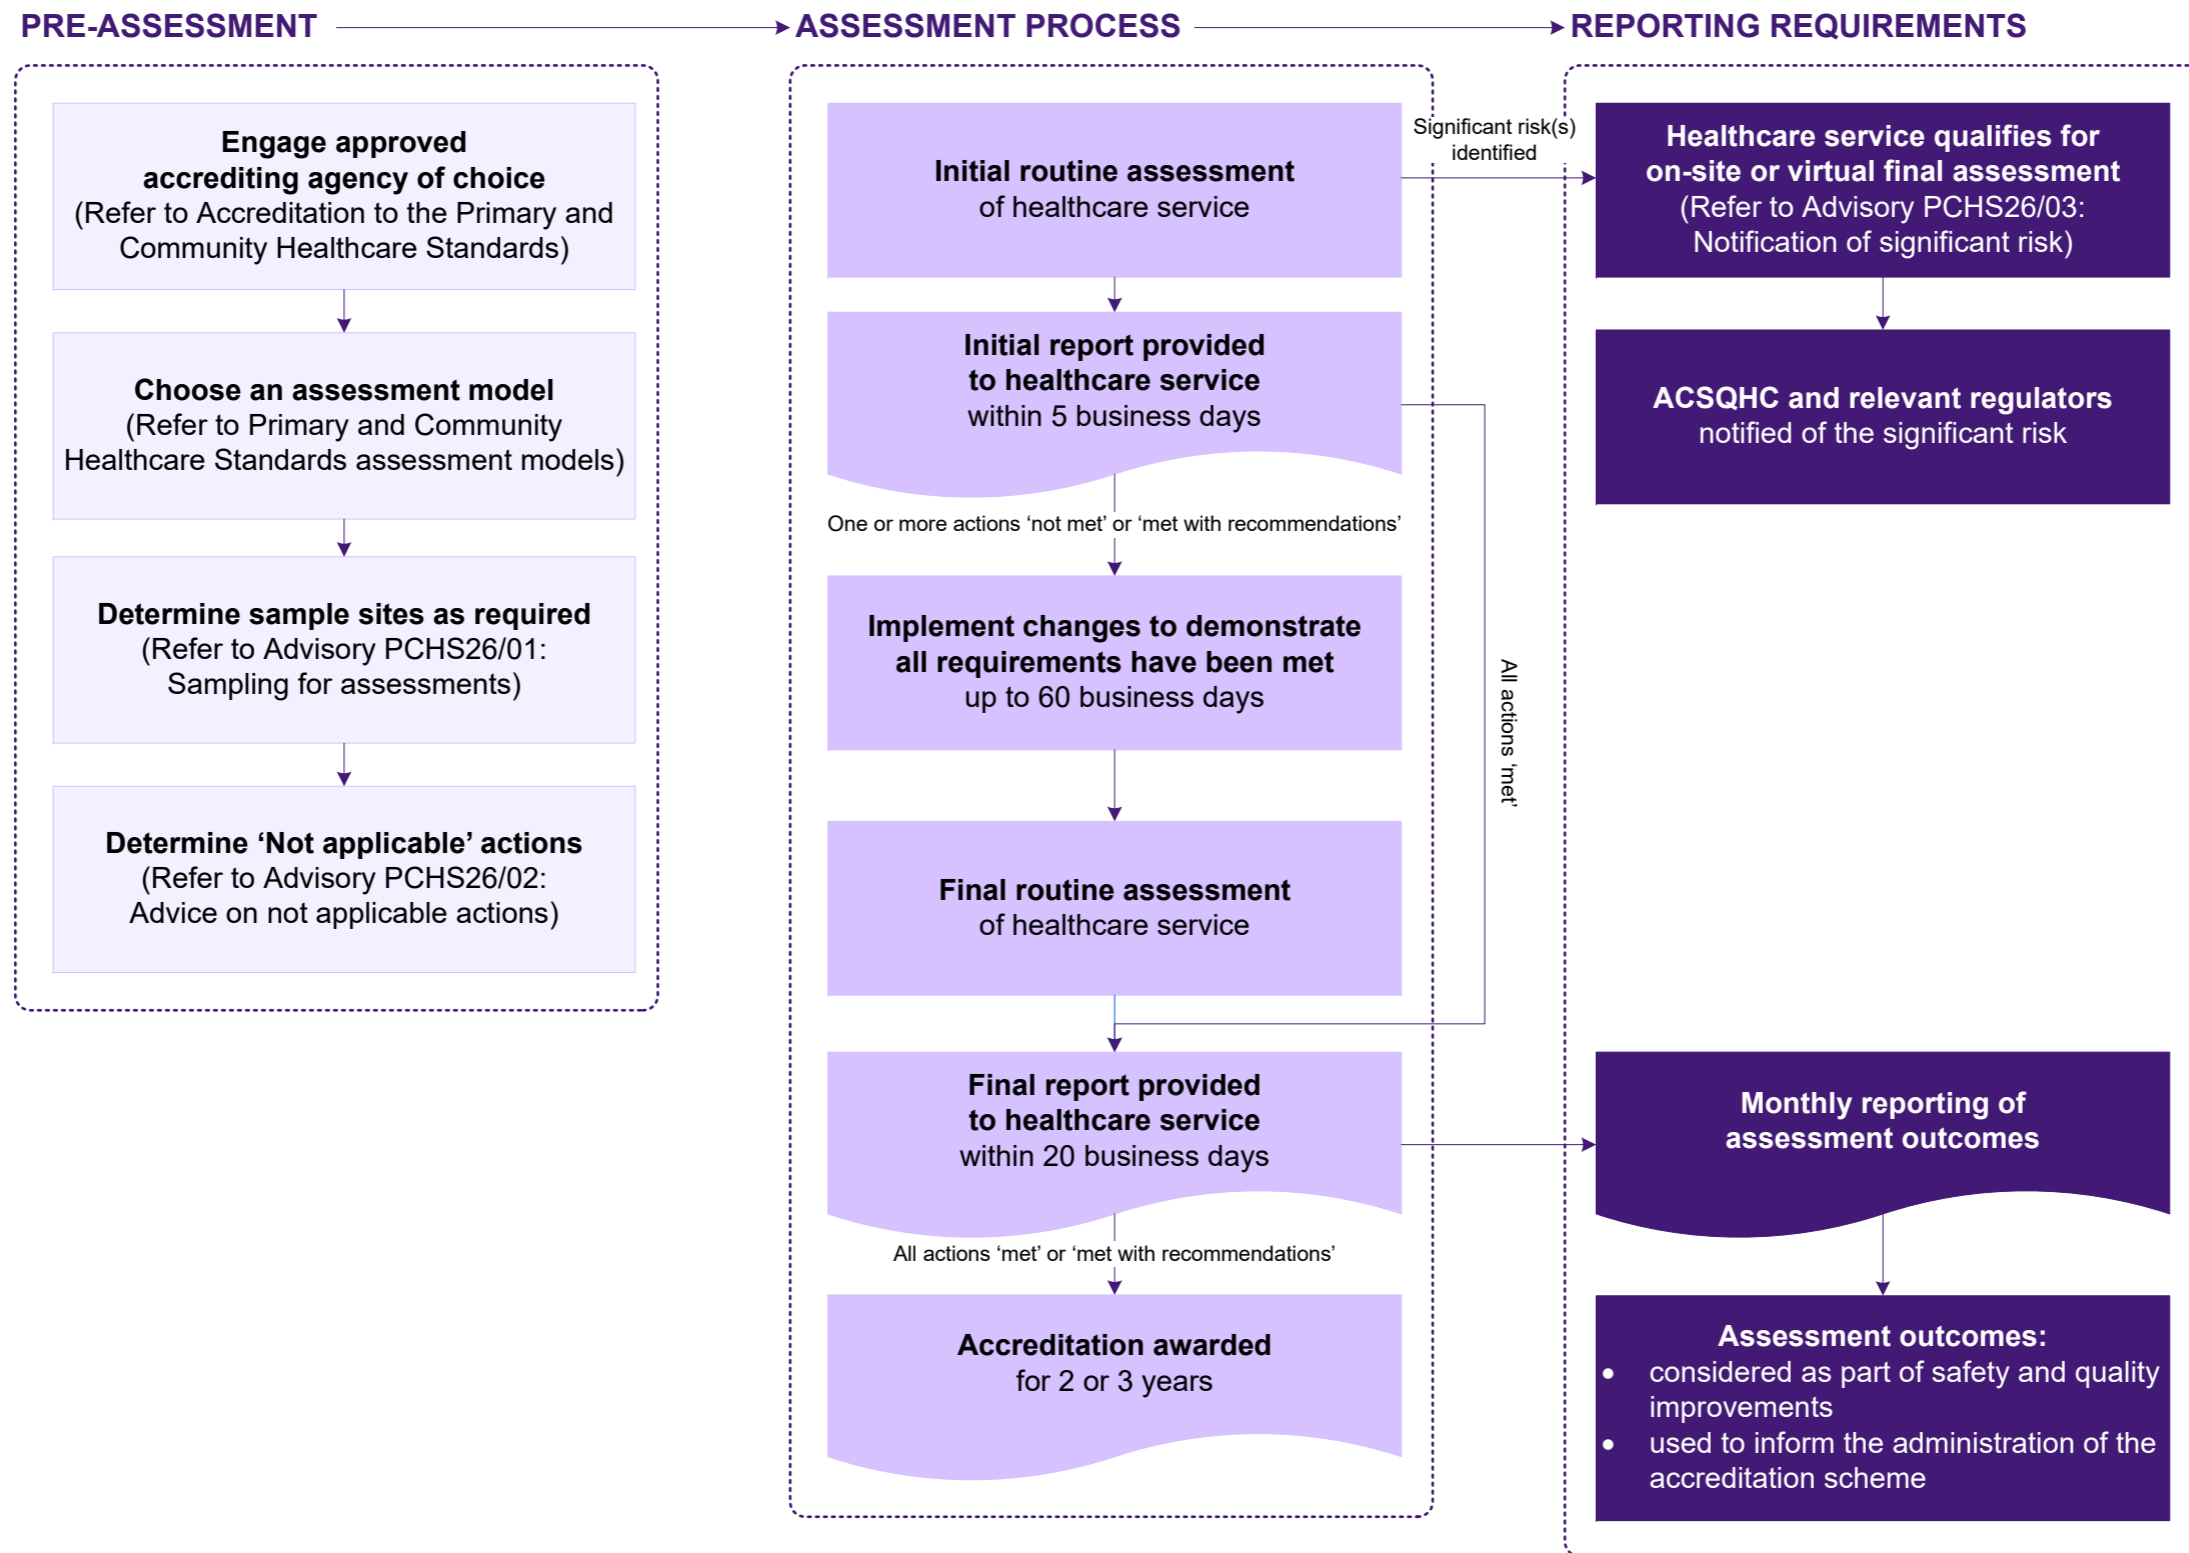 PRE-ASSESSMENT
ASSESSMENT PROCESS
REPORTING REQUIREMENTS
Engage approved
accrediting agency of choice
(Refer to Accreditation to the Primary and
Community Healthcare Standards)
Choose an assessment model
(Refer to Primary and Community
Healthcare Standards assessment models)
Determine sample sites as required
(Refer to Advisory PCHS26/01:
Sampling for assessments)
Determine ‘Not applicable’ actions
(Refer to Advisory PCHS26/02:
Advice on not applicable actions)
Initial routine assessment
of healthcare service
Initial report provided
to healthcare service
within 5 business days
One or more actions ‘not met’ or ‘met with recommendations’
Implement changes to demonstrate
all requirements have been met
up to 60 business days
Final routine assessment
of healthcare service
All actions ‘met’
Final report provided
to healthcare service
within 20 business days
All actions ‘met’ or ‘met with recommendations’
Accreditation awarded
for 2 or 3 years
Significant risk(s)
identified
Healthcare service qualifies for
on-site or virtual final assessment
(Refer to Advisory PCHS26/03:
Notification of significant risk)
ACSQHC and relevant regulators
notified of the significant risk
Monthly reporting of
assessment outcomes
Assessment outcomes:
• considered as part of safety and quality
improvements
• used to inform the administration of the
accreditation scheme